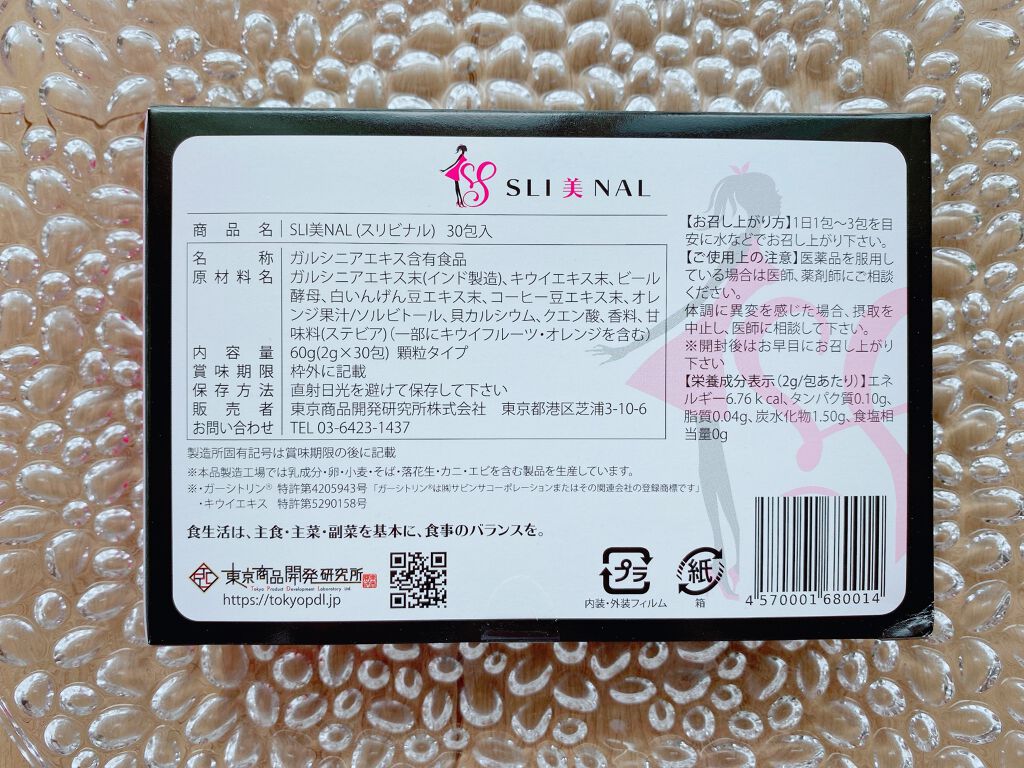 SLI美NAL
商品名 SLI美NAL (スリビナル) 30包入
名称 ガルシニアエキス含有食品
原材料名 ガルシニアエキス末(インド製造)、キウイエキス末、ビール
酵母、白いんげん豆エキス末、コーヒー豆エキス末、オレ
ンジ果汁/ソルビトール、貝カルシウム、クエン酸、香料、甘
味料(ステビア) (一部にキウイフルーツ・オレンジを含む)
内容量 60g(2g×30包) 顆粒タイプ
賞味期限 枠外に記載
保存方法 直射日光を避けて保存して下さい
販売者 東京商品開発研究所株式会社 東京都港区芝浦3-10-6
お問い合わせ TEL 03-6423-1437
製造所固有記号は賞味期限の後に記載
※本品製造工場では乳成分・卵・小麦・そば・落花生・カニ・エビを含む製品を生産しています。
※・ガーシトリン® 特許第4205943号 「ガーシトリン®は㈱サビンサコーポレーションまたはその関連会社の登録商標です」
・キウイエキス 特許第5290158号
食生活は、主食・主菜・副菜を基本に、食事のバランスを。
東京商品開発研究所
Tokyo Product Development Laboratory Ltd.
https://tokyopdl.jp
【お召し上がり方】1日1包～3包を目
安に水などでお召し上がり下さい。
【ご使用上の注意】医薬品を服用し
ている場合は医師、薬剤師にご相談
ください。
体調に異変を感じた場合、摂取を
中止し、医師に相談して下さい。
※開封後はお早目にお召し上がり
下さい
【栄養成分表示(2g/包あたり)】エネ
ルギー6.76kcal、タンパク質0.10g、
脂質0.04g、炭水化物1.50g、食塩相
当量0g
プラ
内装・外装フィルム
紙
箱
4 570001 680014